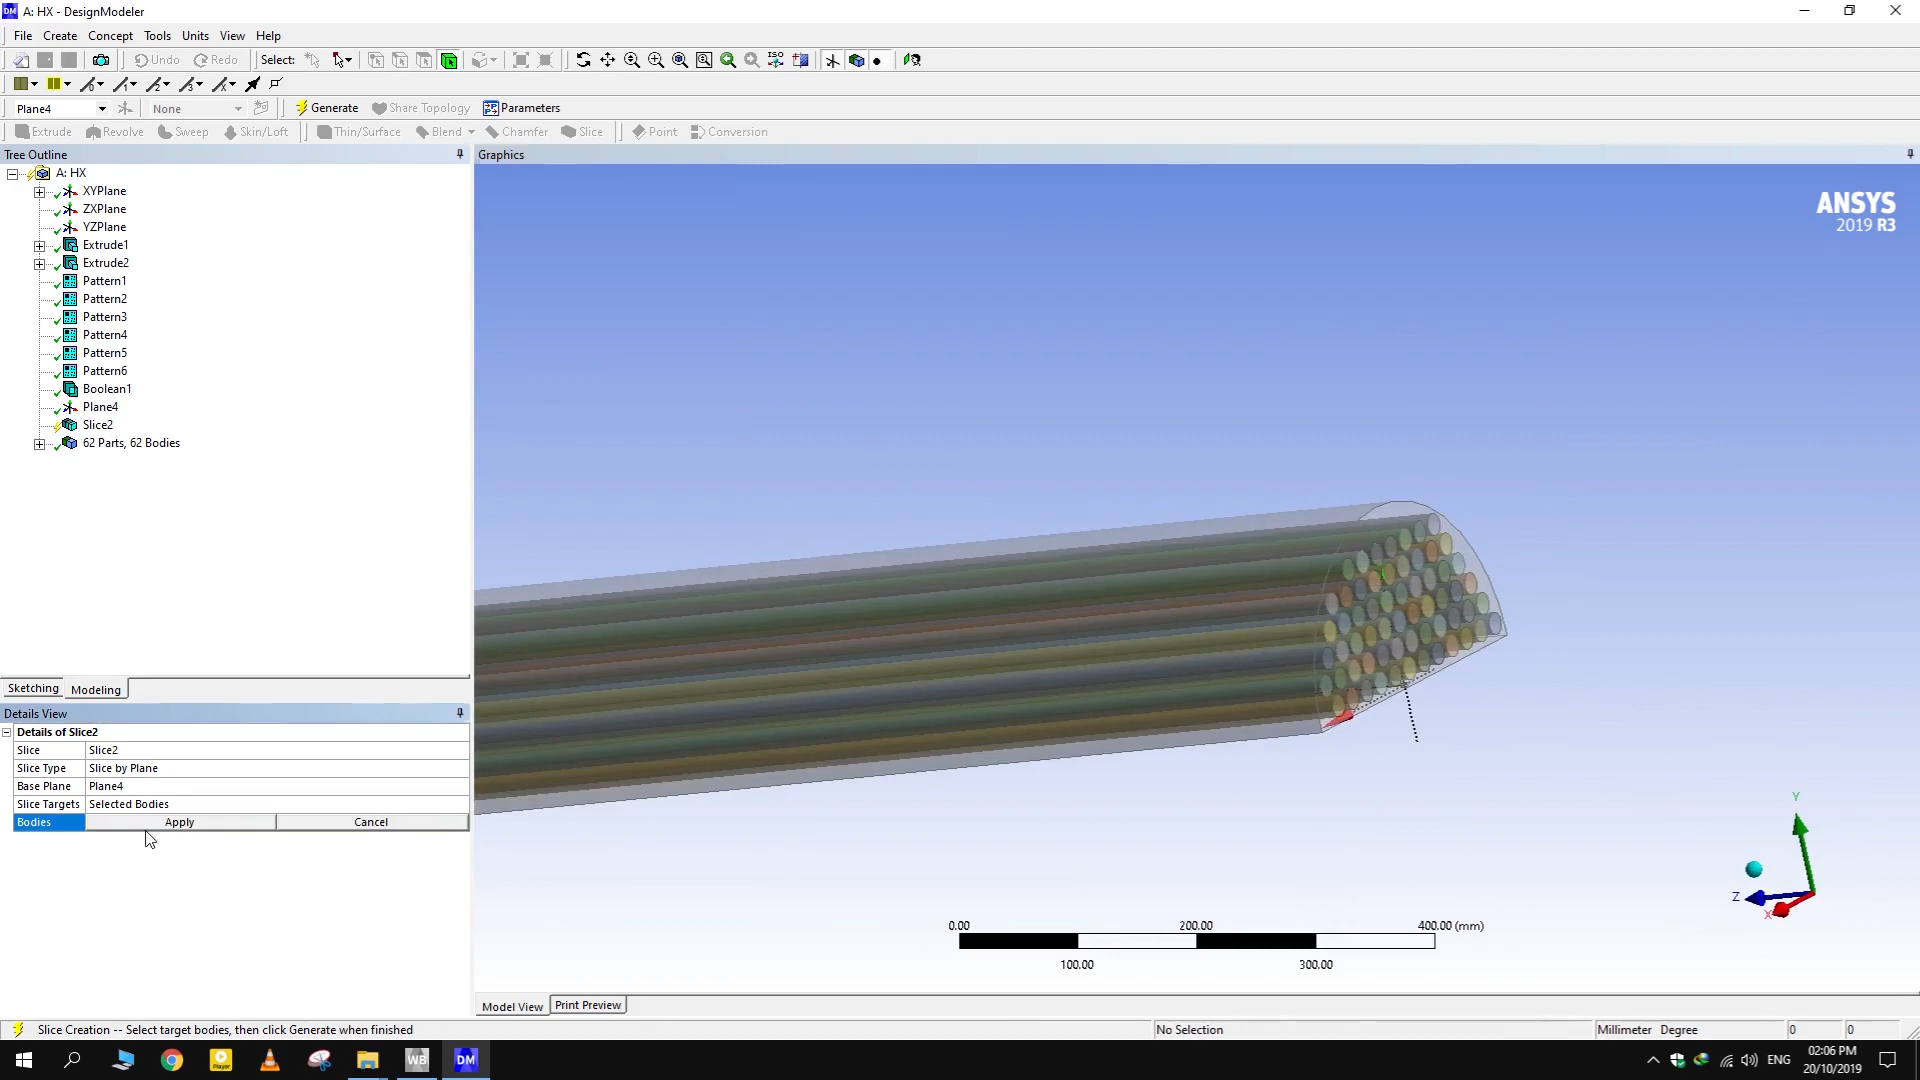 A: HX - DesignModeler
File Create Concept Tools Units View Help
Undo Redo Select: ISO
Plane4 None Generate Share Topology Parameters
Extrude Revolve Sweep Skin/Loft Thin/Surface Blend Chamfer Slice Point Conversion
Tree Outline
A: HX
XYPlane
ZXPlane
YZPlane
Extrude1
Extrude2
Pattern1
Pattern2
Pattern3
Pattern4
Pattern5
Pattern6
Boolean1
Plane4
Slice2
62 Parts, 62 Bodies
Sketching Modeling
Details View
Details of Slice2
Slice Slice2
Slice Type Slice by Plane
Base Plane Plane4
Slice Targets Selected Bodies
Bodies Apply Cancel
Graphics
ANSYS
2019 R3
Y
Z
X
0.00 200.00 400.00 (mm)
100.00 300.00
Model View Print Preview
Slice Creation -- Select target bodies, then click Generate when finished No Selection Millimeter Degree 0 0
Player WB DM ENG 02:06 PM
20/10/2019